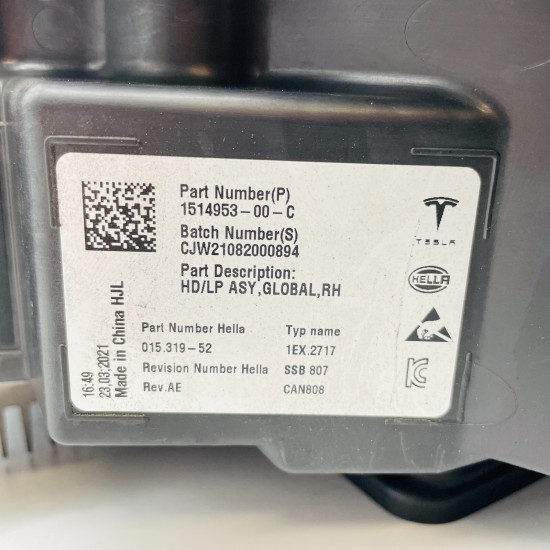 Part Number(P)
1514953-00-C
Batch Number(S)
CJW21082000894
Part Description:
HD/LP ASY,GLOBAL,RH
Part Number Hella
015.319-52
Revision Number Hella
Rev.AE
Typ name
1EX.2717
SSB 807
CAN808
16:49
23.03.2021
Made in China HJL
TESLA
HELLA